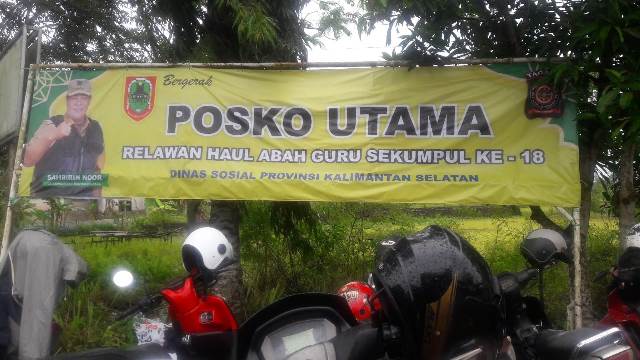 Bergerak
POSKO UTAMA
RELAWAN HAUL ABAH GURU SEKUMPUL KE - 18
DINAS SOSIAL PROVINSI KALIMANTAN SELATAN
SAHBIRIN NOOR